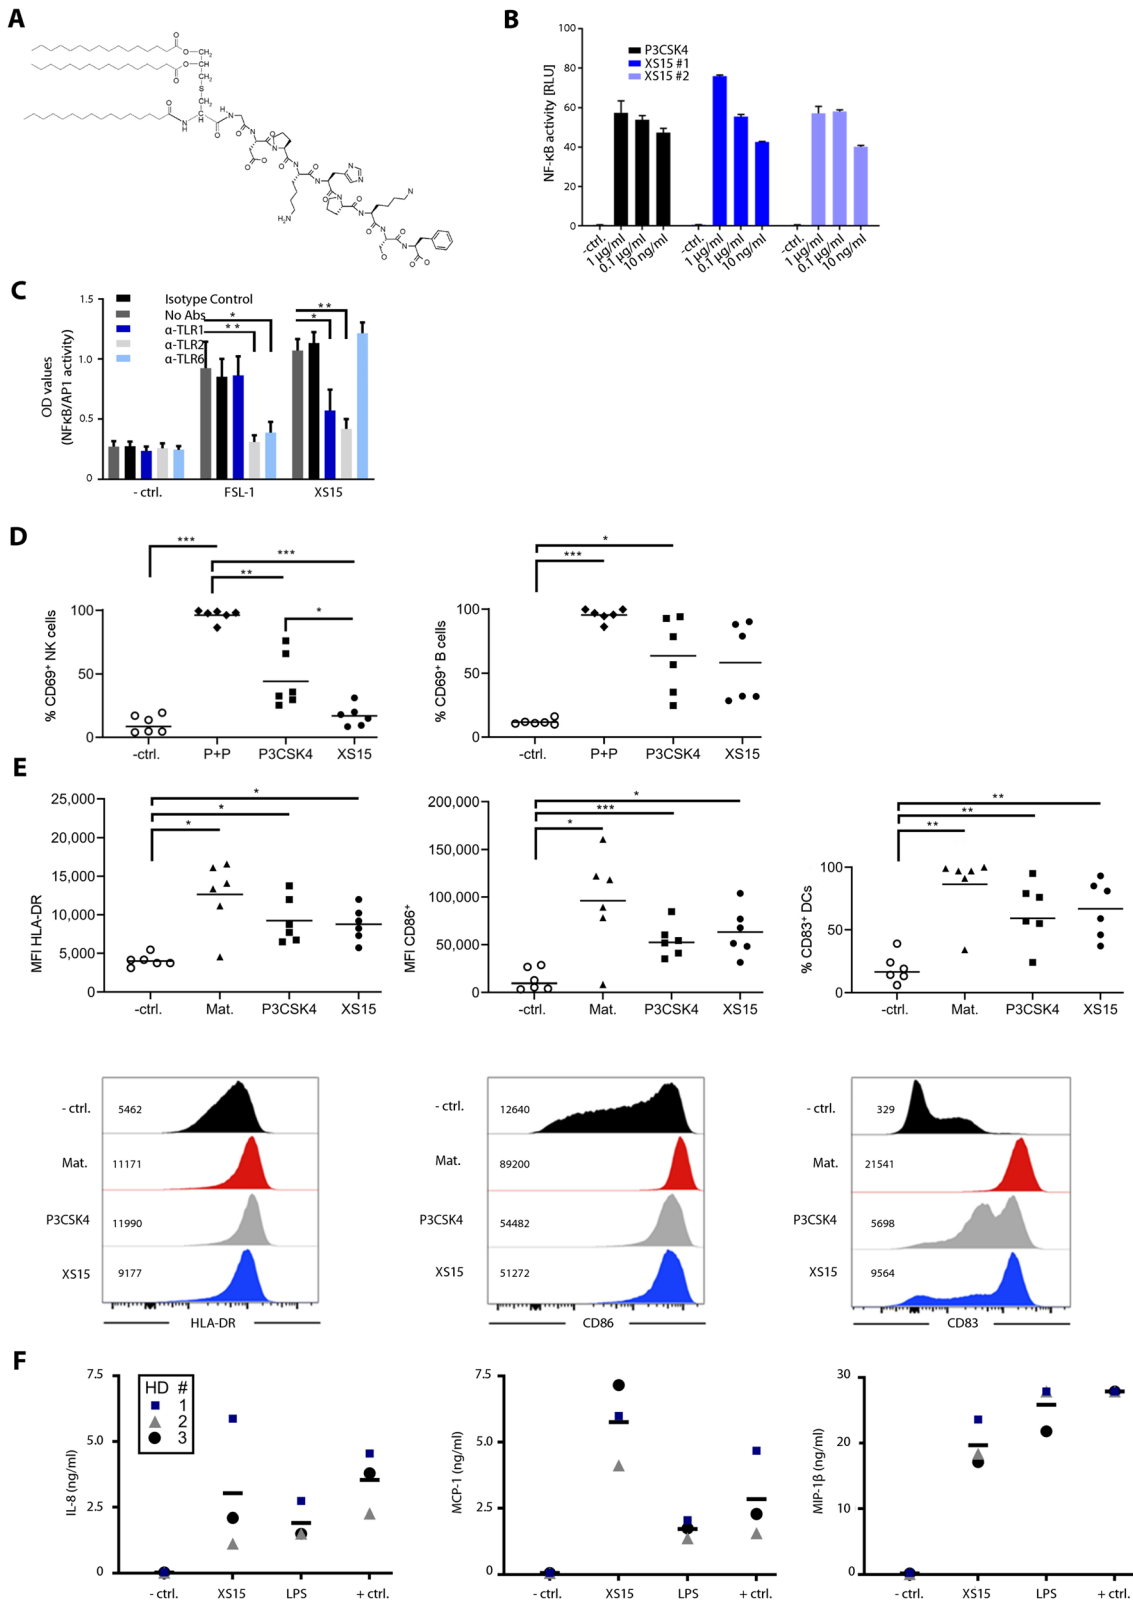 A
O
O
CH₂
CH
O
CH₂
O
S
CH₂
O
N
H
C
H
H
N
O
O
N
O
O
O
N
N
O
O
N
N
N
H₂N
N
O
N
O
N
O
N
O
O
O
O
B
NF-κB activity [RLU]
100
80
60
40
20
0
P3CSK4
XS15 #1
XS15 #2
-ctrl.
1 µg/ml
0.1 µg/ml
10 ng/ml
-ctrl.
1 µg/ml
0.1 µg/ml
10 ng/ml
-ctrl.
1 µg/ml
0.1 µg/ml
10 ng/ml
C
OD values
(NFκB/AP1 activity)
1.5
1.0
0.5
0
Isotype Control
No Abs
α-TLR1
α-TLR2
α-TLR6
*
**
**
*
- ctrl.
FSL-1
XS15
D
% CD69⁺ NK cells
100
50
0
***
***
**
*
-ctrl.
P+P
P3CSK4
XS15
% CD69⁺ B cells
100
50
0
*
***
-ctrl.
P+P
P3CSK4
XS15
E
MFI HLA-DR
25,000
20,000
15,000
10,000
5,000
0
*
*
*
-ctrl.
Mat.
P3CSK4
XS15
MFI CD86⁺
200,000
150,000
100,000
50,000
0
*
***
*
-ctrl.
Mat.
P3CSK4
XS15
% CD83⁺ DCs
100
50
0
**
**
**
-ctrl.
Mat.
P3CSK4
XS15
- ctrl.
5462
Mat.
11171
P3CSK4
11990
XS15
9177
HLA-DR
- ctrl.
12640
Mat.
89200
P3CSK4
54482
XS15
51272
CD86
- ctrl.
329
Mat.
21541
P3CSK4
5698
XS15
9564
CD83
F
IL-8 (ng/ml)
7.5
5.0
2.5
0
HD #
1
2
3
- ctrl.
XS15
LPS
+ ctrl.
MCP-1 (ng/ml)
7.5
5.0
2.5
0
- ctrl.
XS15
LPS
+ ctrl.
MIP-1β (ng/ml)
30
20
10
0
- ctrl.
XS15
LPS
+ ctrl.